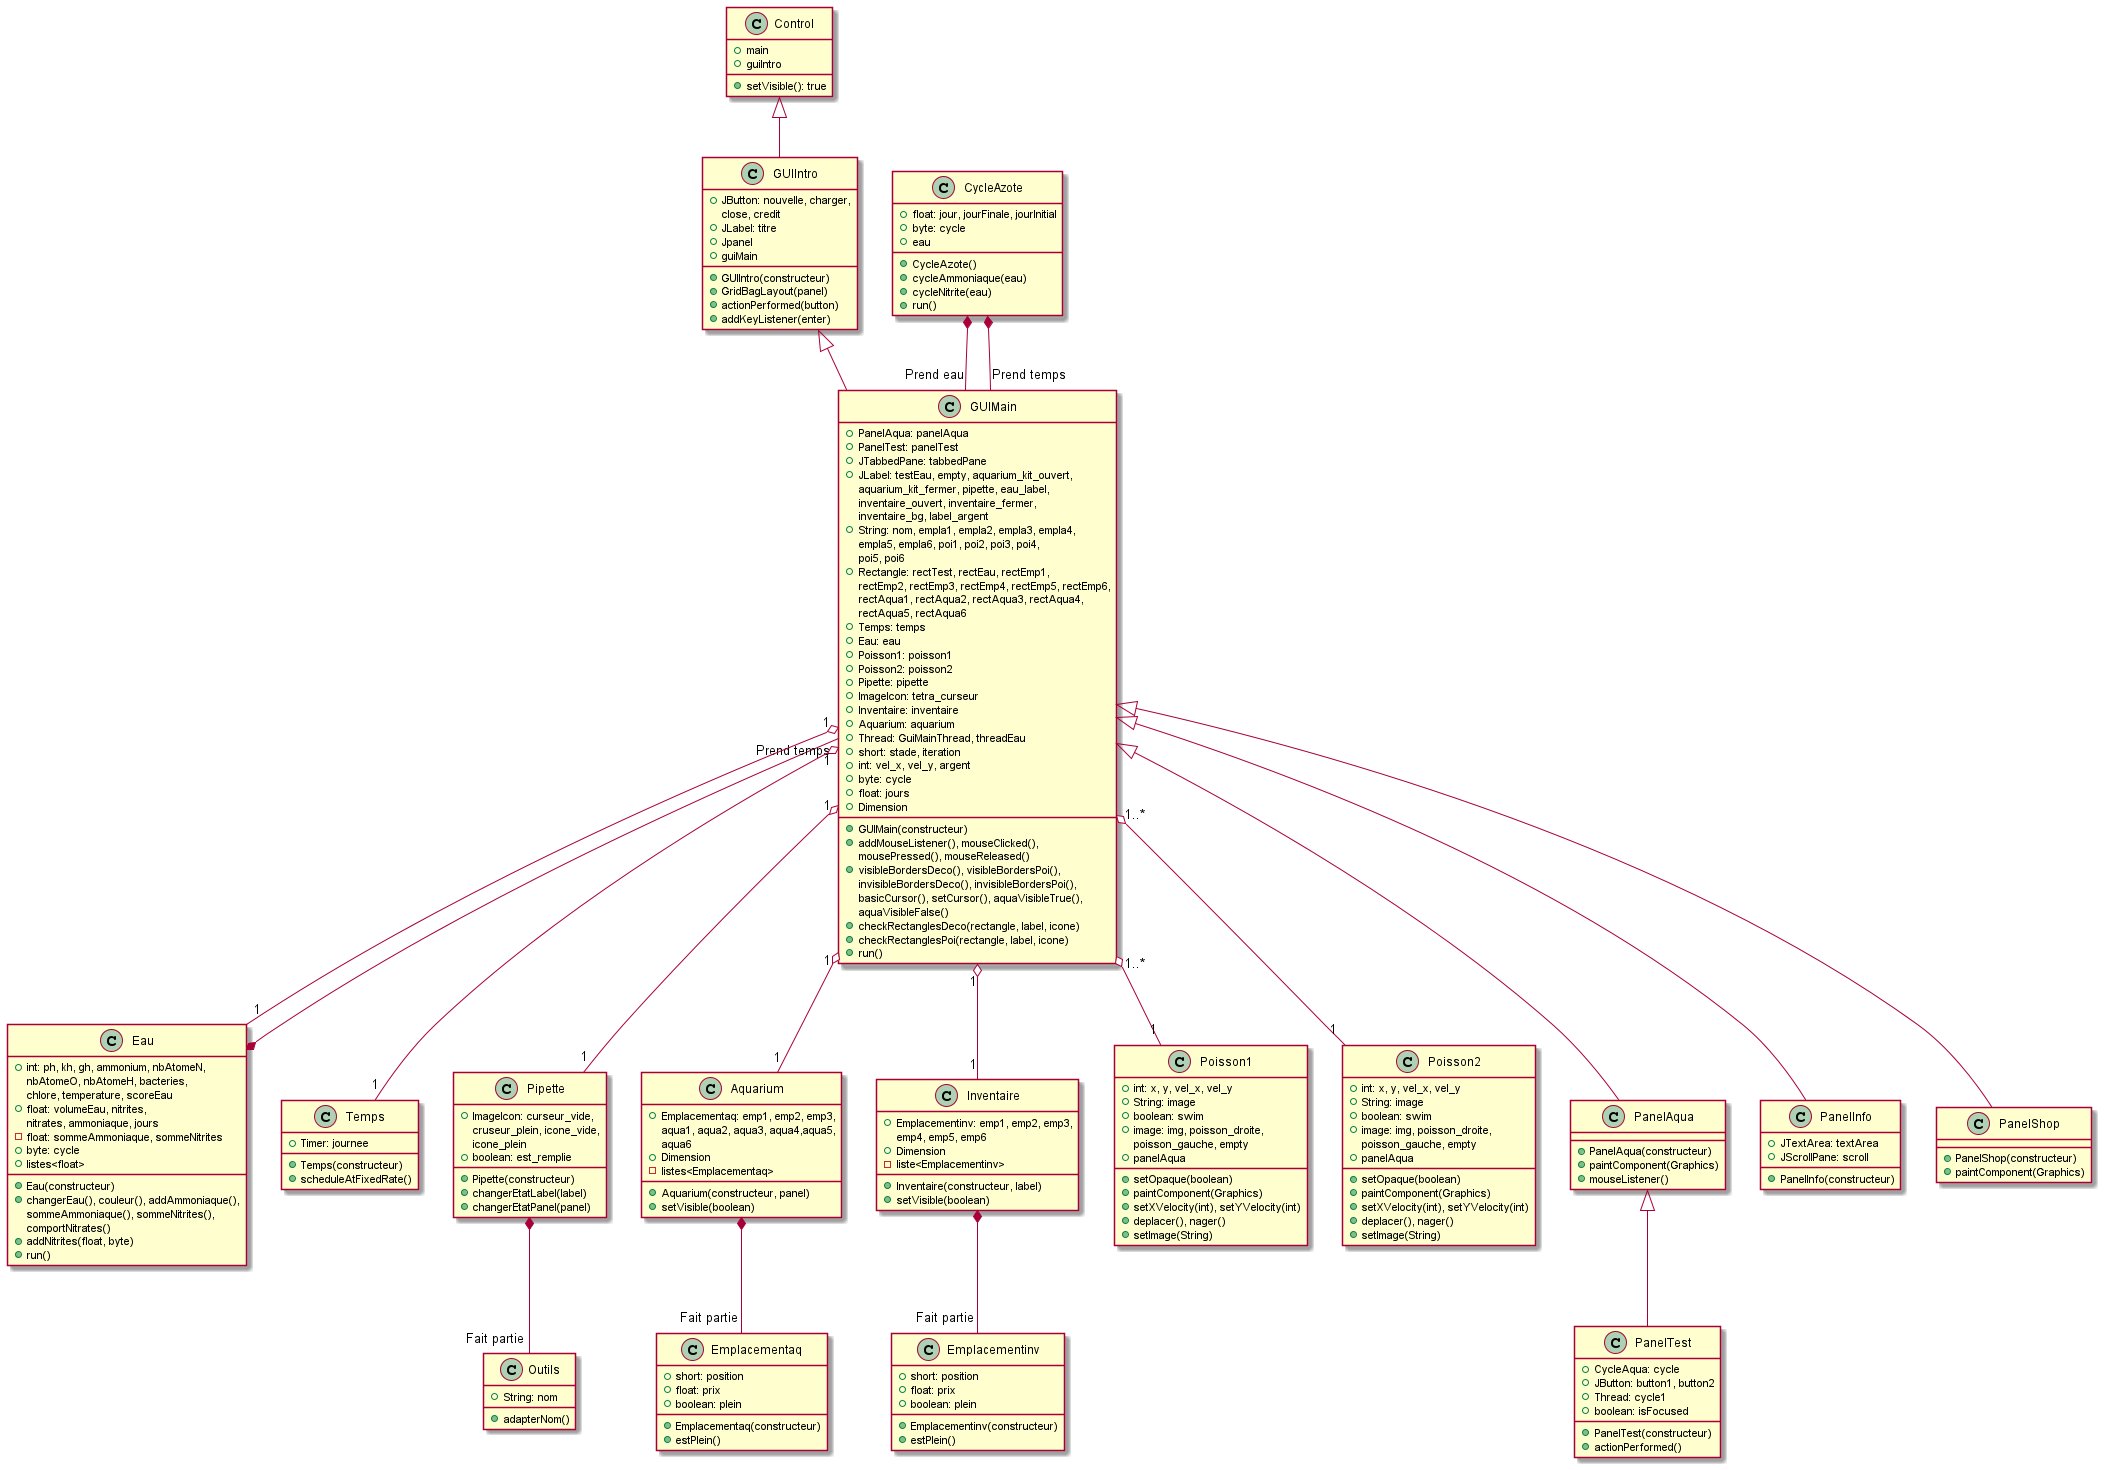 C Control
main
guiIntro
setVisible(): true
C GUIIntro
JButton: nouvelle, charger,
close, credit
JLabel: titre
Jpanel
guiMain
GUIIntro(constructeur)
GridBagLayout(panel)
actionPerformed(button)
addKeyListener(enter)
C CycleAzote
float: jour, jourFinale, jourInitial
byte: cycle
eau
CycleAzote()
cycleAmmoniaque(eau)
cycleNitrite(eau)
run()
Prend eau
Prend temps
C GUIMain
PanelAqua: panelAqua
PanelTest: panelTest
JTabbedPane: tabbedPane
JLabel: testEau, empty, aquarium_kit_ouvert,
aquarium_kit_fermer, pipette, eau_label,
inventaire_ouvert, inventaire_fermer,
inventaire_bg, label_argent
String: nom, empla1, empla2, empla3, empla4,
empla5, empla6, poi1, poi2, poi3, poi4,
poi5, poi6
Rectangle: rectTest, rectEau, rectEmp1,
rectEmp2, rectEmp3, rectEmp4, rectEmp5, rectEmp6,
rectAqua1, rectAqua2, rectAqua3, rectAqua4,
rectAqua5, rectAqua6
Temps: temps
Eau: eau
Poisson1: poisson1
Poisson2: poisson2
Pipette: pipette
ImageIcon: tetra_curseur
Inventaire: inventaire
Aquarium: aquarium
Thread: GuiMainThread, threadEau
short: stade, iteration
int: vel_x, vel_y, argent
byte: cycle
float: jours
Dimension
GUIMain(constructeur)
addMouseListener(), mouseClicked(),
mousePressed(), mouseReleased()
visibleBordersDeco(), visibleBordersPoi(),
invisibleBordersDeco(), invisibleBordersPoi(),
basicCursor(), setCursor(), aquaVisibleTrue(),
aquaVisibleFalse()
checkRectanglesDeco(rectangle, label, icone)
checkRectanglesPoi(rectangle, label, icone)
run()
1
Prend temps
1
1
1
1
1..*
1..*
1
1
1
1
1
1
1
C Eau
int: ph, kh, gh, ammonium, nbAtomeN,
nbAtomeO, nbAtomeH, bacteries,
chlore, temperature, scoreEau
float: volumeEau, nitrites,
nitrates, ammoniaque, jours
float: sommeAmmoniaque, sommeNitrites
byte: cycle
listes<float>
Eau(constructeur)
changerEau(), couleur(), addAmmoniaque(),
sommeAmmoniaque(), sommeNitrites(),
comportNitrates()
addNitrites(float, byte)
run()
C Temps
Timer: journee
Temps(constructeur)
scheduleAtFixedRate()
C Pipette
ImageIcon: curseur_vide,
cruseur_plein, icone_vide,
icone_plein
boolean: est_remplie
Pipette(constructeur)
changerEtatLabel(label)
changerEtatPanel(panel)
C Aquarium
Emplacementaq: emp1, emp2, emp3,
aqua1, aqua2, aqua3, aqua4,aqua5,
aqua6
Dimension
listes<Emplacementaq>
Aquarium(constructeur, panel)
setVisible(boolean)
C Inventaire
Emplacementinv: emp1, emp2, emp3,
emp4, emp5, emp6
Dimension
liste<Emplacementinv>
Inventaire(constructeur, label)
setVisible(boolean)
C Poisson1
int: x, y, vel_x, vel_y
String: image
boolean: swim
image: img, poisson_droite,
poisson_gauche, empty
panelAqua
setOpaque(boolean)
paintComponent(Graphics)
setXVelocity(int), setYVelocity(int)
deplacer(), nager()
setImage(String)
C Poisson2
int: x, y, vel_x, vel_y
String: image
boolean: swim
image: img, poisson_droite,
poisson_gauche, empty
panelAqua
setOpaque(boolean)
paintComponent(Graphics)
setXVelocity(int), setYVelocity(int)
deplacer(), nager()
setImage(String)
C PanelAqua
PanelAqua(constructeur)
paintComponent(Graphics)
mouseListener()
C PanelInfo
JTextArea: textArea
JScrollPane: scroll
PanelInfo(constructeur)
C PanelShop
PanelShop(constructeur)
paintComponent(Graphics)
Fait partie
Fait partie
Fait partie
C Outils
String: nom
adapterNom()
C Emplacementaq
short: position
float: prix
boolean: plein
Emplacementaq(constructeur)
estPlein()
C Emplacementinv
short: position
float: prix
boolean: plein
Emplacementinv(constructeur)
estPlein()
C PanelTest
CycleAqua: cycle
JButton: button1, button2
Thread: cycle1
boolean: isFocused
PanelTest(constructeur)
actionPerformed()